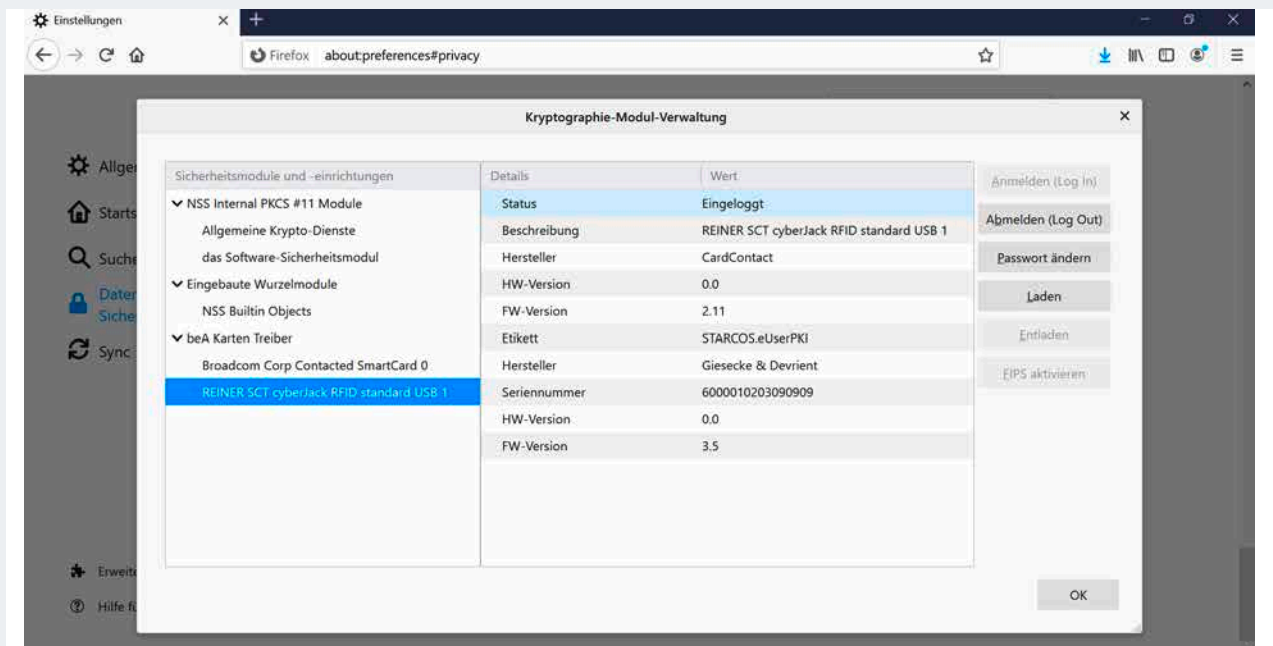 Einstellungen
Firefox about:preferences#privacy
Kryptographie-Modul-Verwaltung
Allge
Starts
Suche
Daten
Siche
Sync
Erweite
Hilfe fü
Sicherheitsmodule und -einrichtungen
NSS Internal PKCS #11 Module
Allgemeine Krypto-Dienste
das Software-Sicherheitsmodul
Eingebaute Wurzelmodule
NSS Builtin Objects
beA Karten Treiber
Broadcom Corp Contacted SmartCard 0
REINER SCT cyberJack RFID standard USB 1
Details Wert
Status Eingeloggt
Beschreibung REINER SCT cyberJack RFID standard USB 1
Hersteller CardContact
HW-Version 0.0
FW-Version 2.11
Etikett STARCOS.eUserPKI
Hersteller Giesecke & Devrient
Seriennummer 6000010203090909
HW-Version 0.0
FW-Version 3.5
Anmelden (Log In)
Abmelden (Log Out)
Passwort ändern
Laden
Entladen
FIPS aktivieren
OK